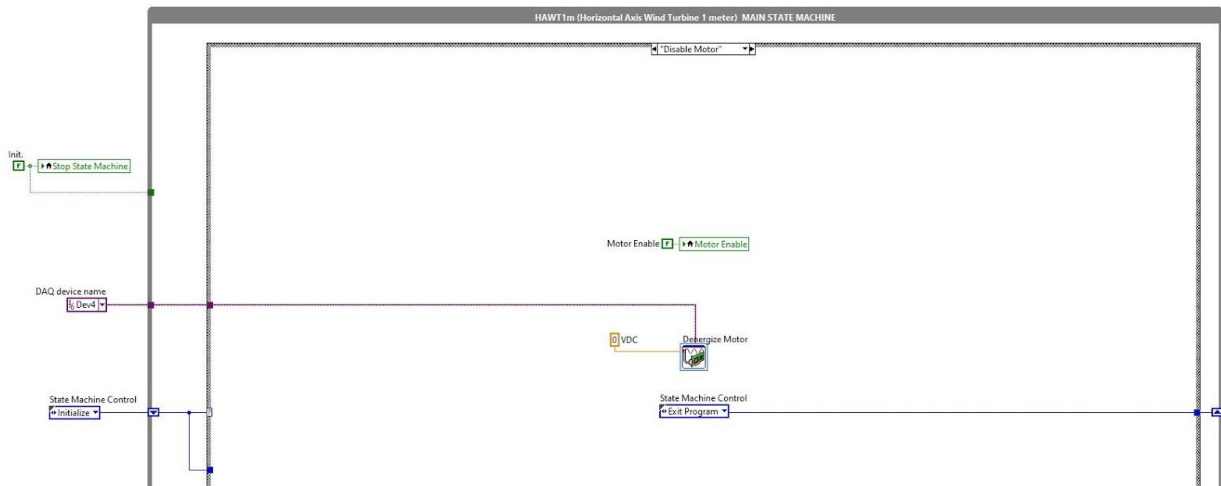 HAWT1m (Horizontal Axis Wind Turbine 1 meter) MAIN STATE MACHINE
"Disable Motor"
Init.
F
Stop State Machine
Motor Enable F Motor Enable
DAQ device name
Dev4
0 VDC
Denergize Motor
State Machine Control
Initialize
State Machine Control
Exit Program